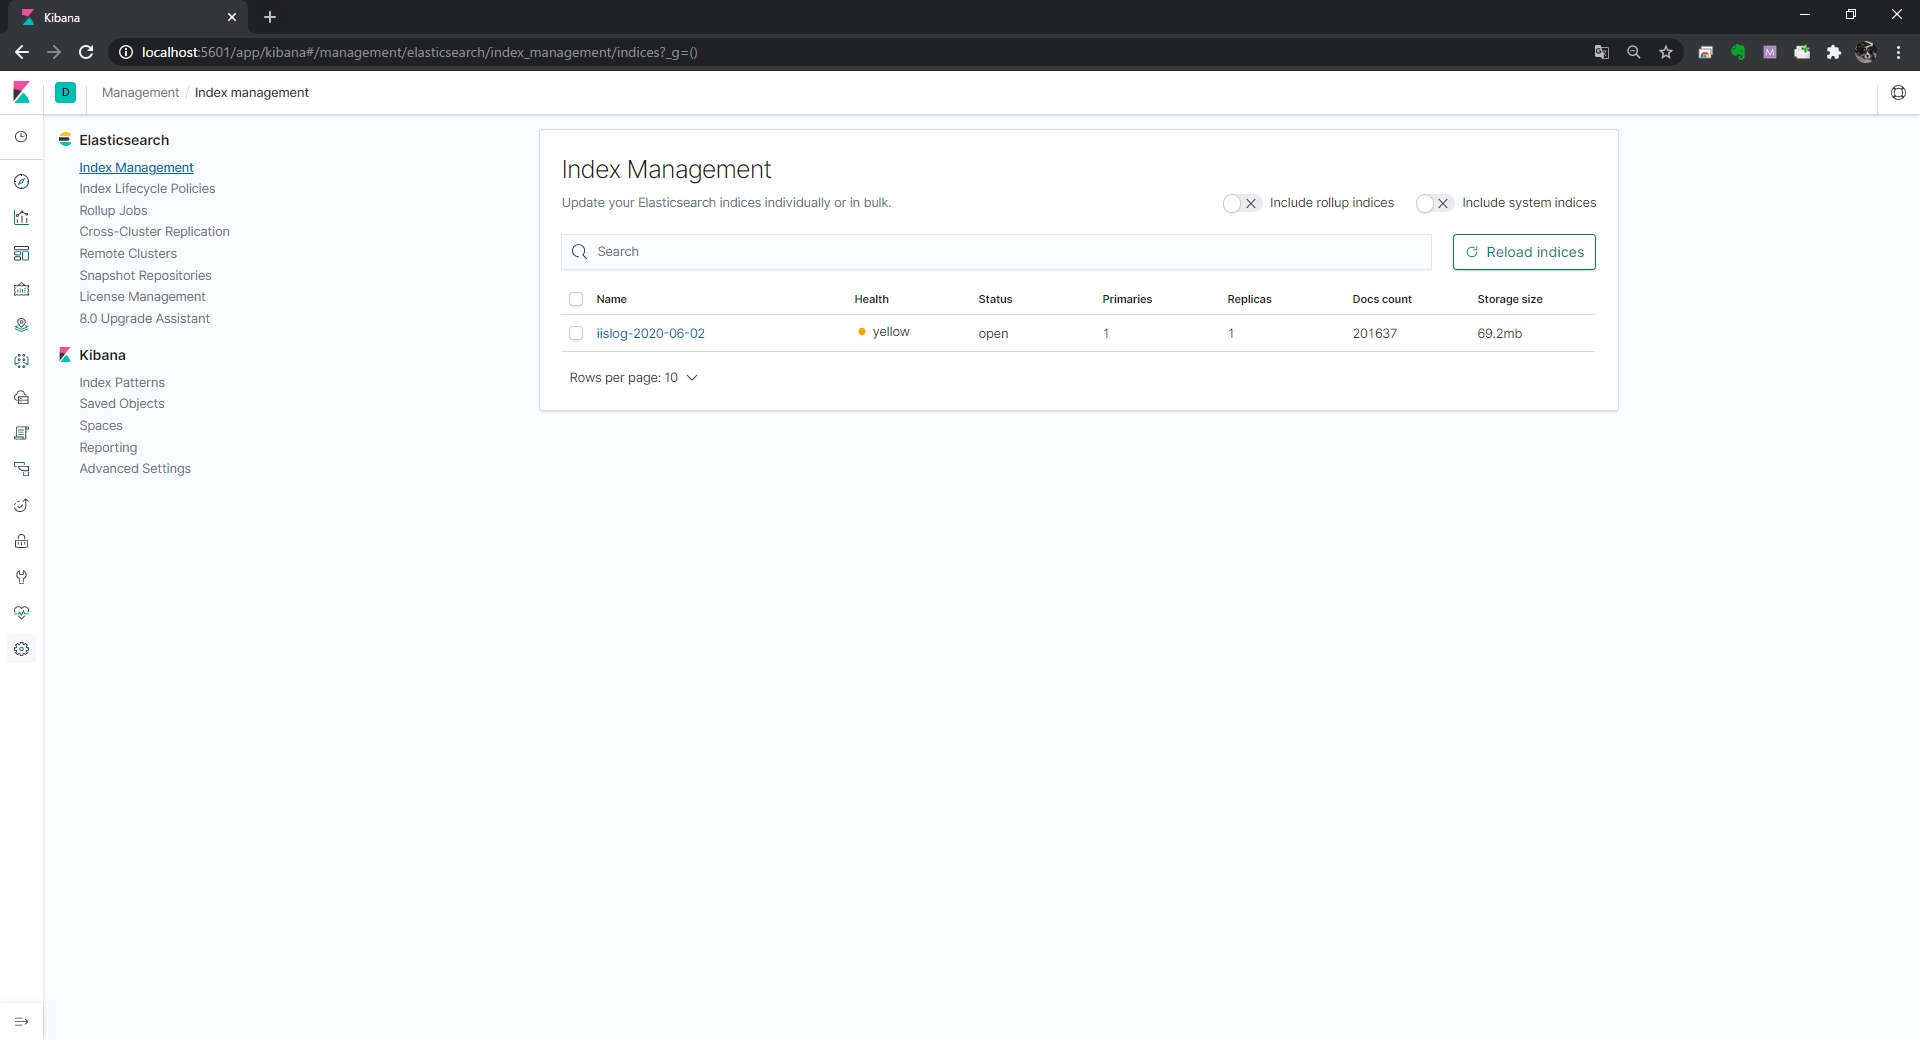 Kibana
localhost:5601/app/kibana#/management/elasticsearch/index_management/indices?_g=()
D Management / Index management
Elasticsearch
Index Management
Index Lifecycle Policies
Rollup Jobs
Cross-Cluster Replication
Remote Clusters
Snapshot Repositories
License Management
8.0 Upgrade Assistant
Kibana
Index Patterns
Saved Objects
Spaces
Reporting
Advanced Settings
Index Management
Update your Elasticsearch indices individually or in bulk.
Include rollup indices Include system indices
Search Reload indices
Name Health Status Primaries Replicas Docs count Storage size
iislog-2020-06-02 yellow open 1 1 201637 69.2mb
Rows per page: 10